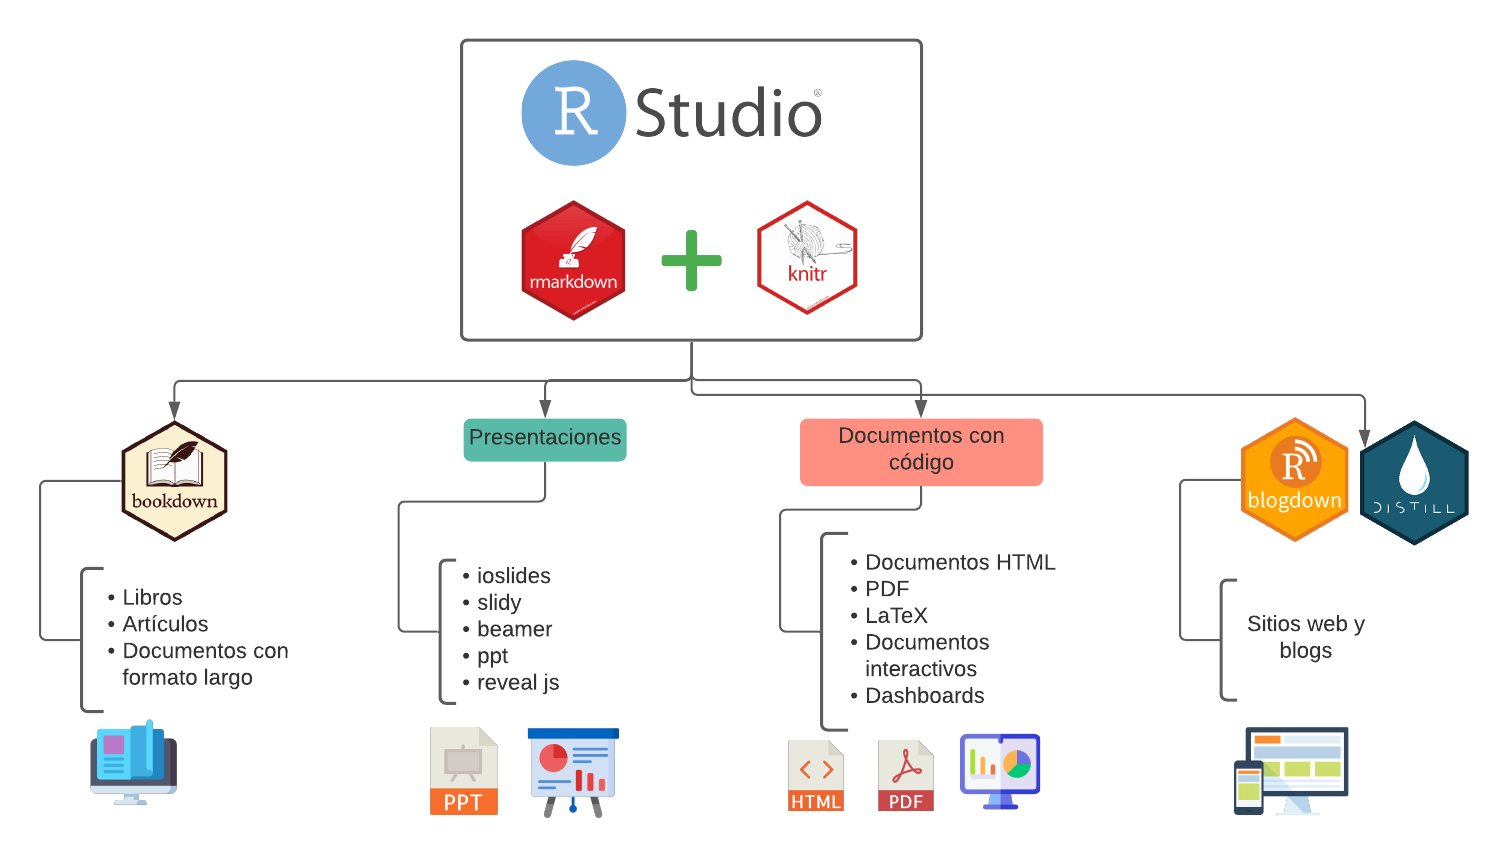 R Studio®
rmarkdown
knitr
bookdown
Presentaciones
Documentos con
código
R
blogdown
DISTILL
• Libros
• Artículos
• Documentos con
formato largo
• ioslides
• slidy
• beamer
• ppt
• reveal js
• Documentos HTML
• PDF
• LaTeX
• Documentos
interactivos
• Dashboards
Sitios web y
blogs
PPT
HTML
PDF